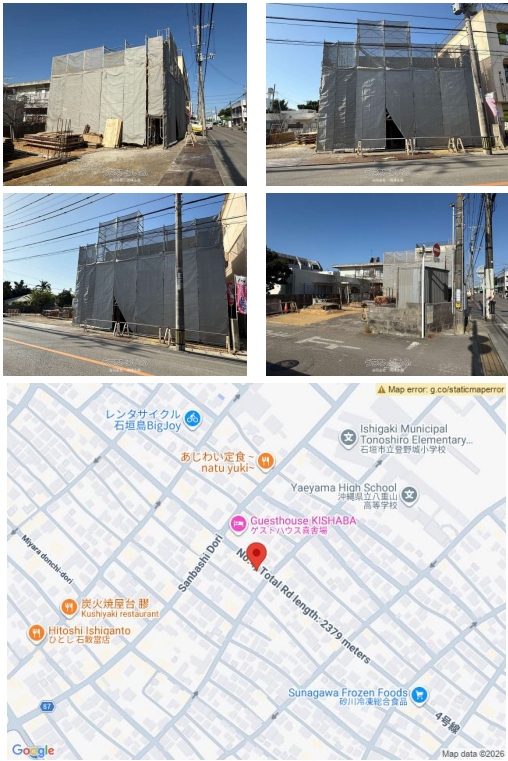 Map error: g.co/staticmaperror
レンタサイクル
石垣島BigJoy
Ishigaki Municipal
Tonoshiro Elementary...
石垣市立登野城小学校
あじわい定食 ~
natu yuki~
Yaeyama High School
沖縄県立八重山
高等学校
Guesthouse KISHABA
ゲストハウス喜舎場
Miyara donchi-dori
Sanbashi Dori
Total Rd length: 2379 meters
炭火焼屋台 膠
Kushiyaki restaurant
Hitoshi Ishiganto
ひとし 石敢當店
Sunagawa Frozen Foods
砂川冷凍総合食品
87
4号線
Google
Map data ©2026